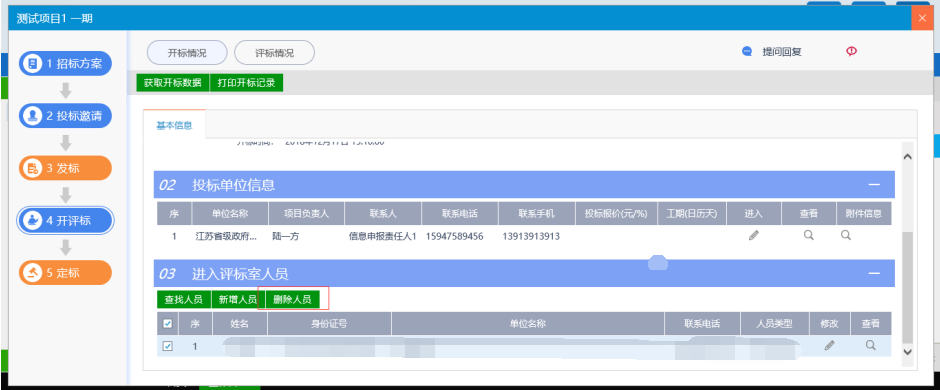 测试项目1 一期
1 招标方案
2 投标邀请
3 发标
4 开评标
5 定标
开标情况 评标情况 提问回复
获取开标数据 打印开标记录
基本信息
02 投标单位信息
序 单位名称 项目负责人 联系人 联系电话 联系手机 投标报价(元/%) 工期(日历天) 进入 查看 附件信息
1 江苏省级政府... 陆一方 信息申报责任人1 15947589456 13913913913
03 进入评标室人员
查找人员 新增人员 删除人员
序 姓名 身份证号 单位名称 联系电话 人员类型 修改 查看
1